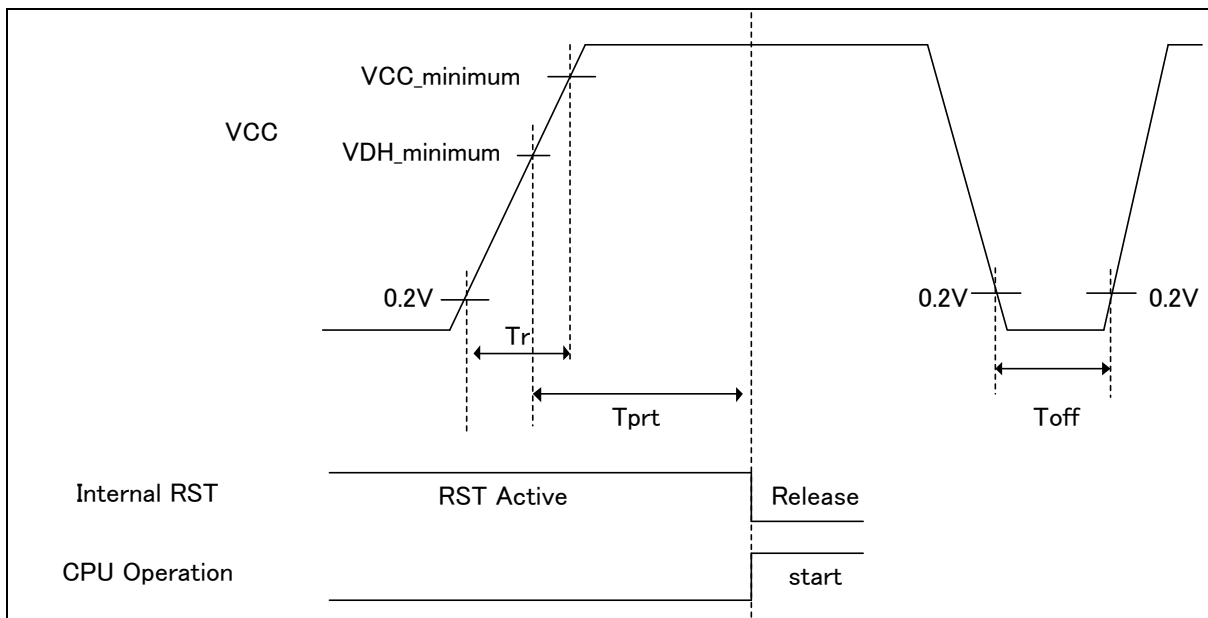 VCC_minimum
VCC
VDH_minimum
0.2V
0.2V
0.2V
Tr
Tprt
Toff
Internal RST
RST Active
Release
CPU Operation
start